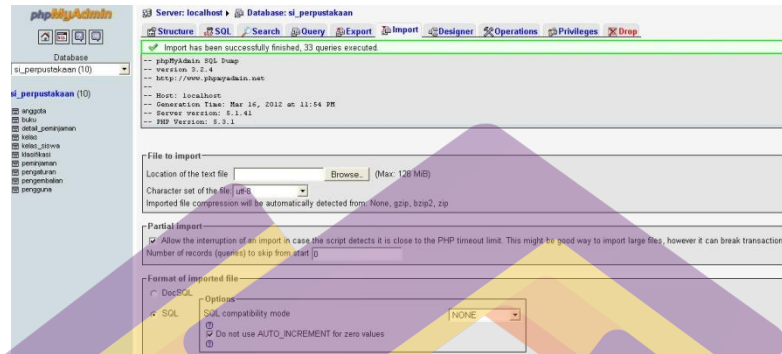 phpMyAdmin
Database
si_perpustakaan (10)
si_perpustakaan (10)
anggota
buku
detail_peminjaman
kelas
kelas_siswa
klasifikasi
peminjaman
pengaturan
pengembalian
pengguna
Server: localhost Database: si_perpustakaan
Structure SQL Search Query Export Import Designer Operations Privileges Drop
Import has been successfully finished, 33 queries executed.
-- phpMyAdmin SQL Dump
-- version 3.2.4
-- http://www.phpmyadmin.net
--
-- Host: localhost
-- Generation Time: Mar 16, 2012 at 11:54 PM
-- Server version: 5.1.41
-- PHP Version: 5.3.1
File to import
Location of the text file Browse.. (Max: 128 MiB)
Character set of the file: utf-8
Imported file compression will be automatically detected from: None, gzip, bzip2, zip
Partial import
Allow the interruption of an import in case the script detects it is close to the PHP timeout limit. This might be good way to import large files, however it can break transaction
Number of records (queries) to skip from start 0
Format of imported file
DocSQL
Options
SQL SQL compatibility mode NONE
Do not use AUTO_INCREMENT for zero values